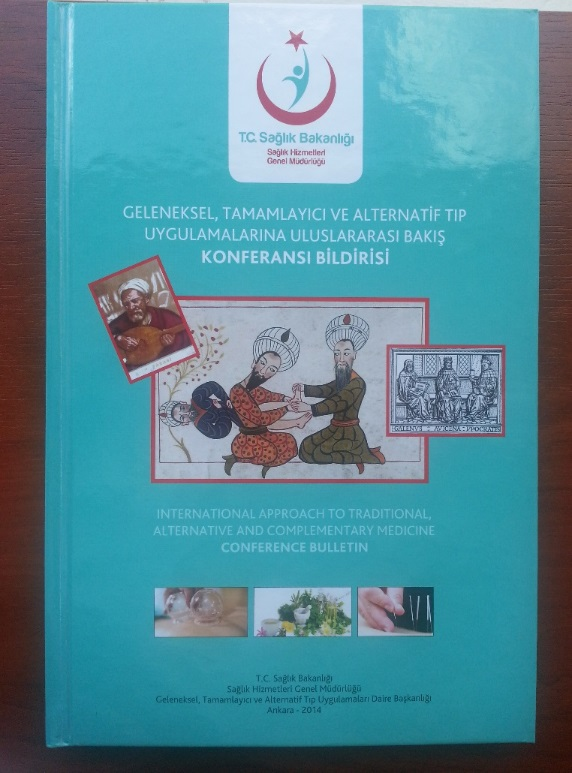 T.C. Sağlık Bakanlığı
Sağlık Hizmetleri
Genel Müdürlüğü
GELENEKSEL, TAMAMLAYICI VE ALTERNATİF TIP
UYGULAMALARINA ULUSLARARASI BAKIŞ
KONFERANSI BİLDİRİSİ
GALENVS AVICENA
INTERNATIONAL APPROACH TO TRADITIONAL,
ALTERNATIVE AND COMPLEMENTARY MEDICINE
CONFERENCE BULLETIN
T.C. Sağlık Bakanlığı
Sağlık Hizmetleri Genel Müdürlüğü
Geleneksel, Tamamlayıcı ve Alternatif Tıp Uygulamaları Daire Başkanlığı
Ankara - 2014